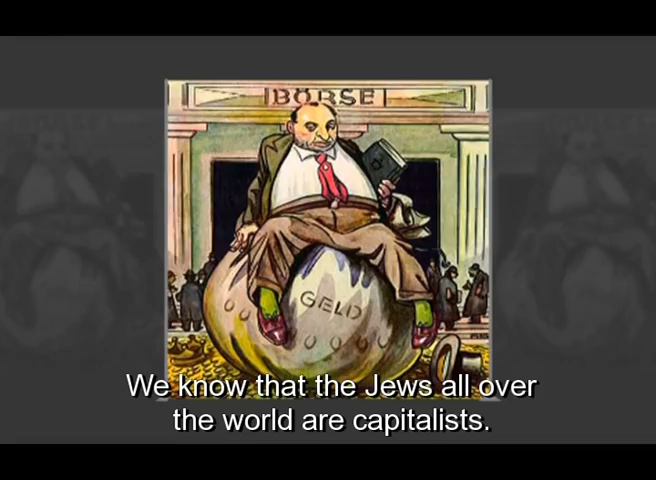 BÖRSE
GELD
We know that the Jews all over
the world are capitalists.